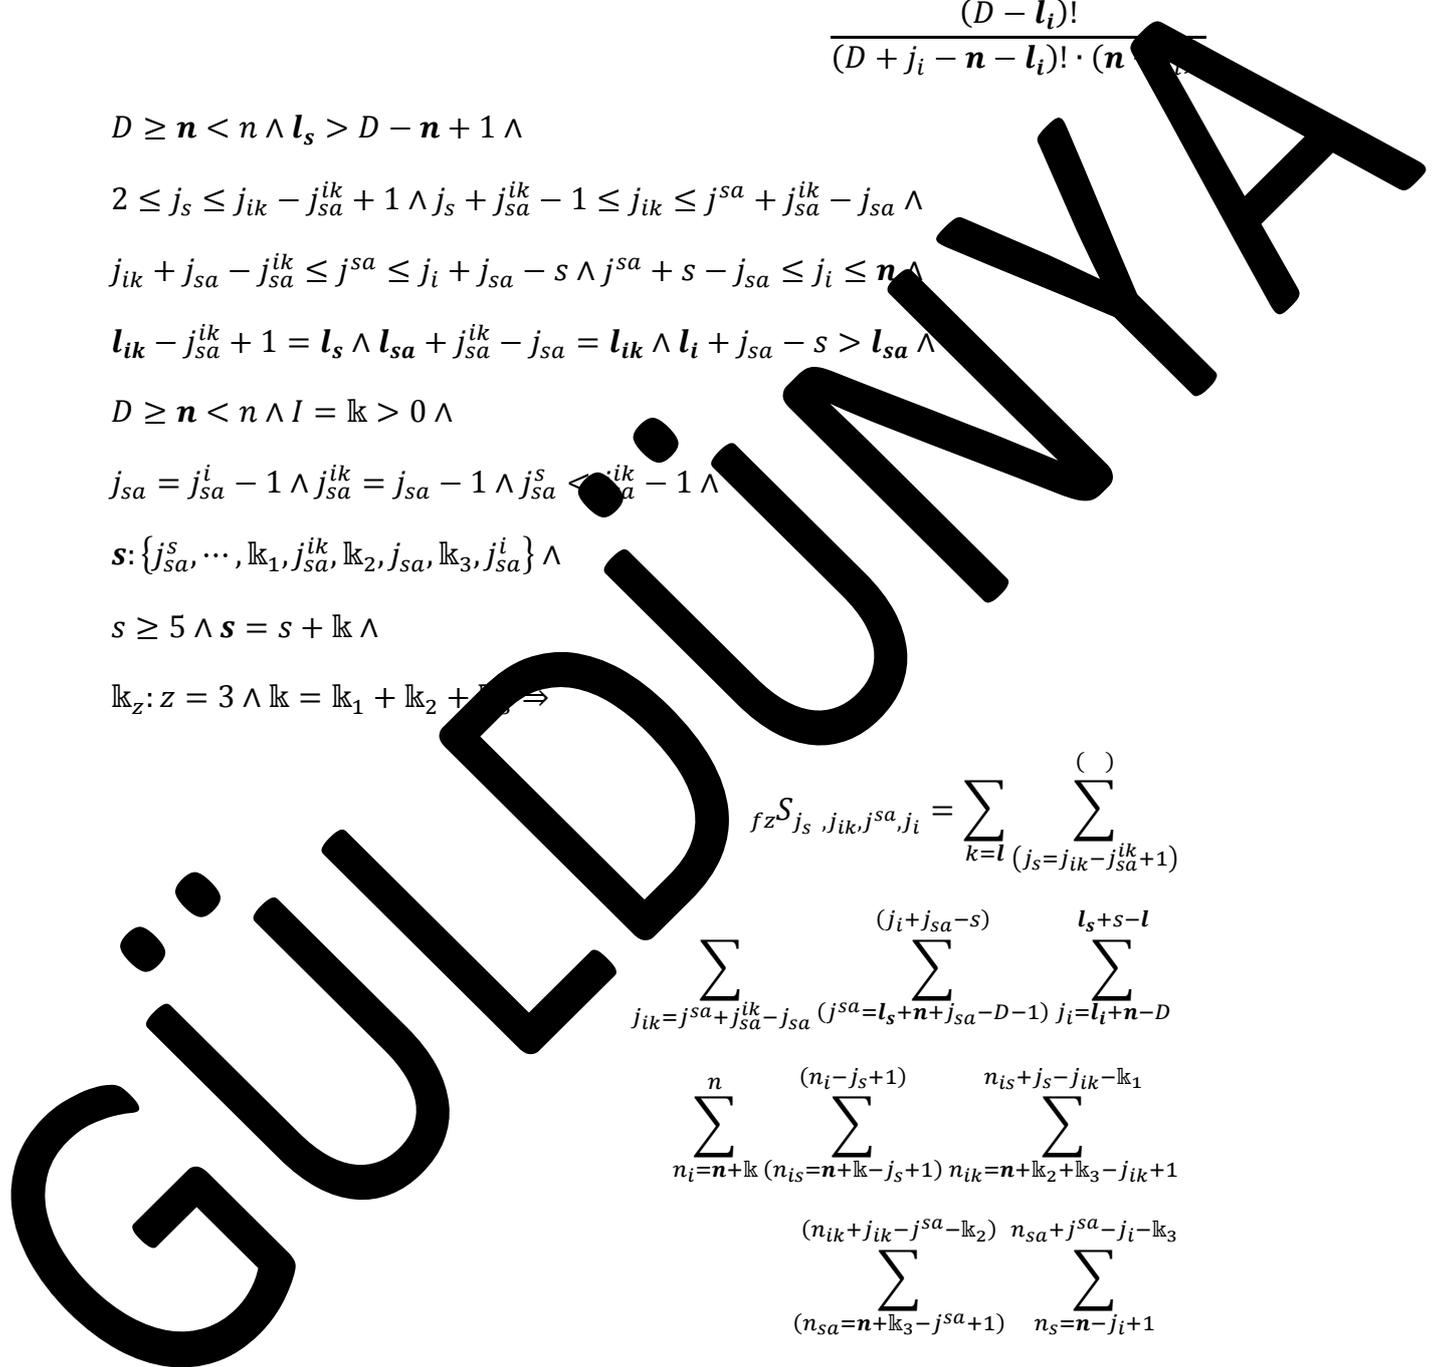 (D − l_i)!
(D + j_i − n − l_i)! · (n
D ≥ n < n ∧ l_s > D − n + 1 ∧
2 ≤ j_s ≤ j_ik − j_sa^ik + 1 ∧ j_s + j_sa^ik − 1 ≤ j_ik ≤ j^sa + j_sa^ik − j_sa ∧
j_ik + j_sa − j_sa^ik ≤ j^sa ≤ j_i + j_sa − s ∧ j^sa + s − j_sa ≤ j_i ≤ n ∧
l_ik − j_sa^ik + 1 = l_s ∧ l_sa + j_sa^ik − j_sa = l_ik ∧ l_i + j_sa − s > l_sa ∧
D ≥ n < n ∧ I = 𝕜 > 0 ∧
j_sa = j_sa^i − 1 ∧ j_sa^ik = j_sa − 1 ∧ j_sa^s < − 1 ∧
s: {j_sa^s, ⋯ , 𝕜_1, j_sa^ik, 𝕜_2, j_sa, 𝕜_3, j_sa^i} ∧
s ≥ 5 ∧ s = s + 𝕜 ∧
𝕜_z: z = 3 ∧ 𝕜 = 𝕜_1 + 𝕜_2 + ⇒
( )
fzS_{j_s ,j_ik,j^sa,j_i} = ∑ ∑
k=l (j_s=j_ik−j_sa^ik+1)
(j_i+j_sa−s) l_s+s−l
∑ ∑ ∑
j_ik=j^sa+j_sa^ik−j_sa (j^sa=l_s+n+j_sa−D−1) j_i=l_i+n−D
n (n_i−j_s+1) n_is+j_s−j_ik−𝕜_1
∑ ∑ ∑
n_i=n+𝕜 (n_is=n+𝕜−j_s+1) n_ik=n+𝕜_2+𝕜_3−j_ik+1
(n_ik+j_ik−j^sa−𝕜_2) n_sa+j^sa−j_i−𝕜_3
∑ ∑
(n_sa=n+𝕜_3−j^sa+1) n_s=n−j_i+1
GÜLDÜNYA